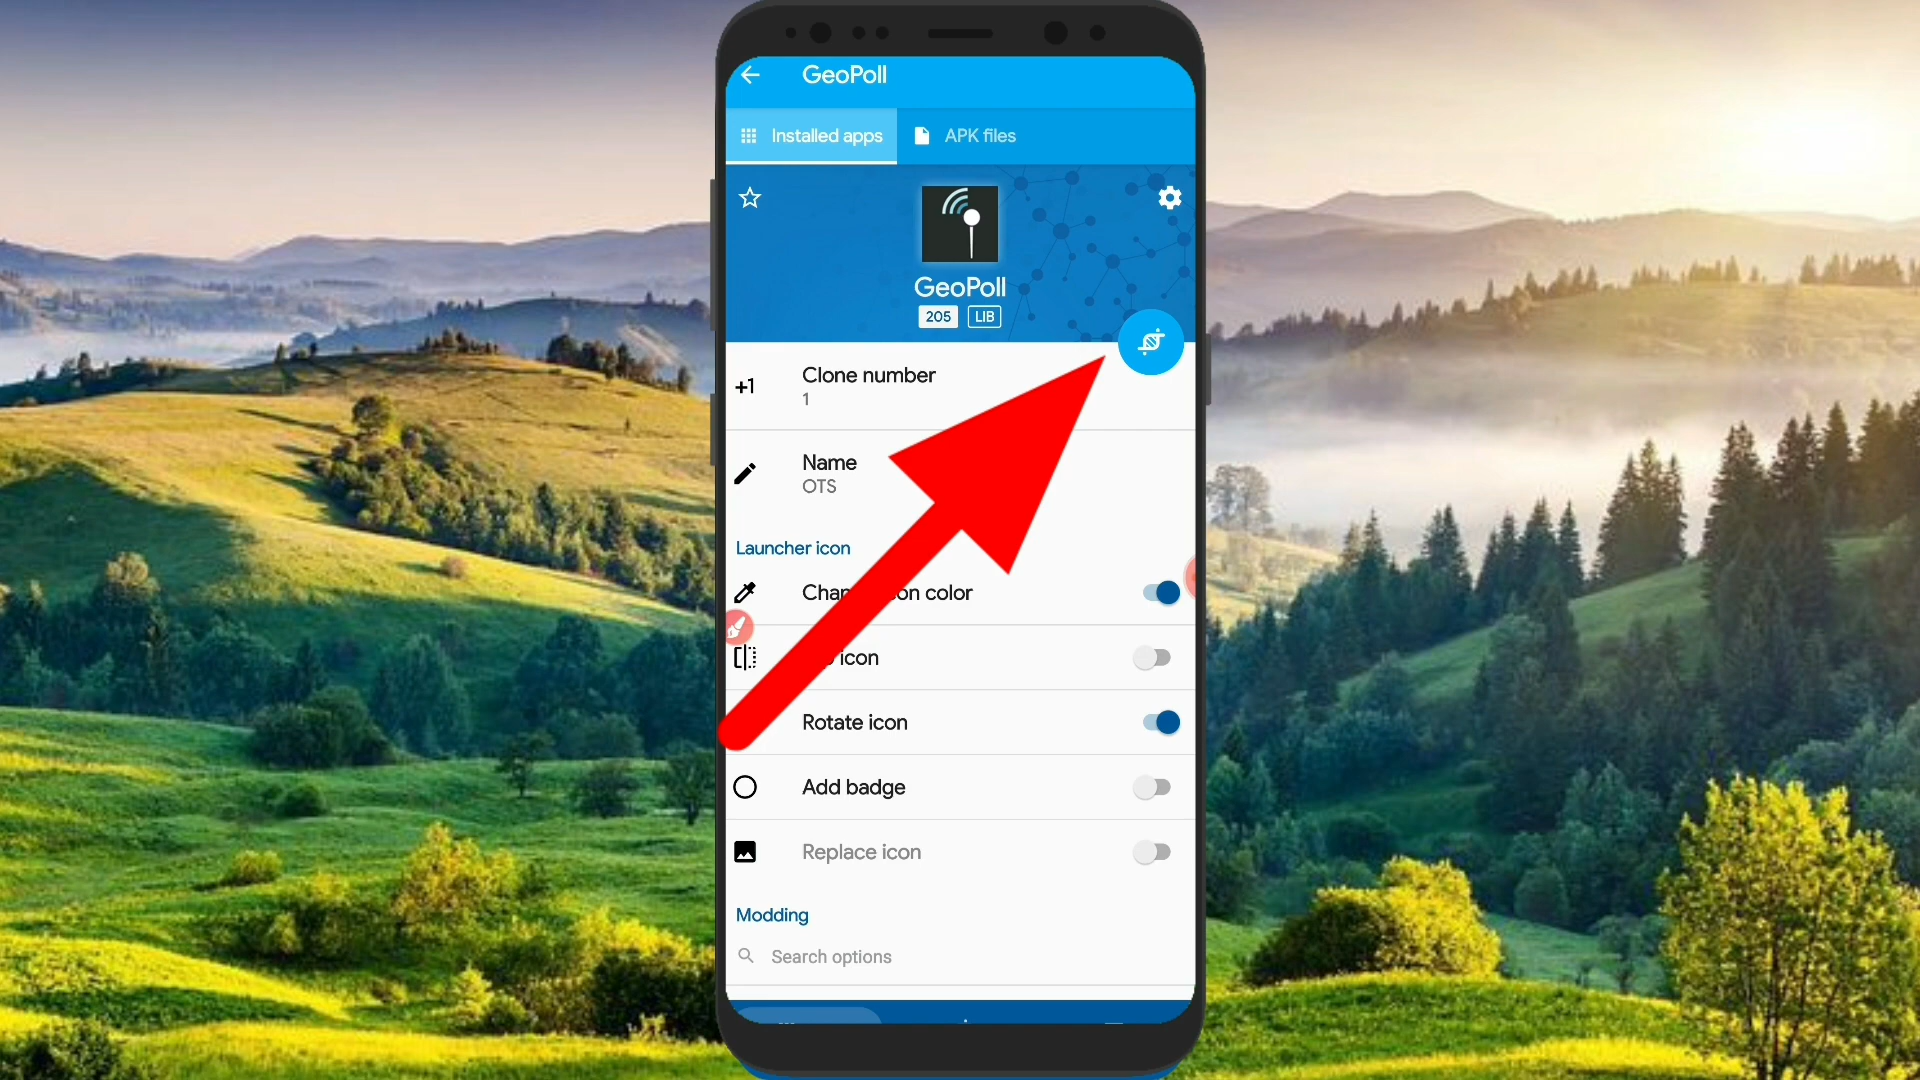 GeoPoll
Installed apps
APK files
GeoPoll
205 LIB
+1
Clone number
1
Name
OTS
Launcher icon
icon color
icon
Rotate icon
Add badge
Replace icon
Modding
Search options